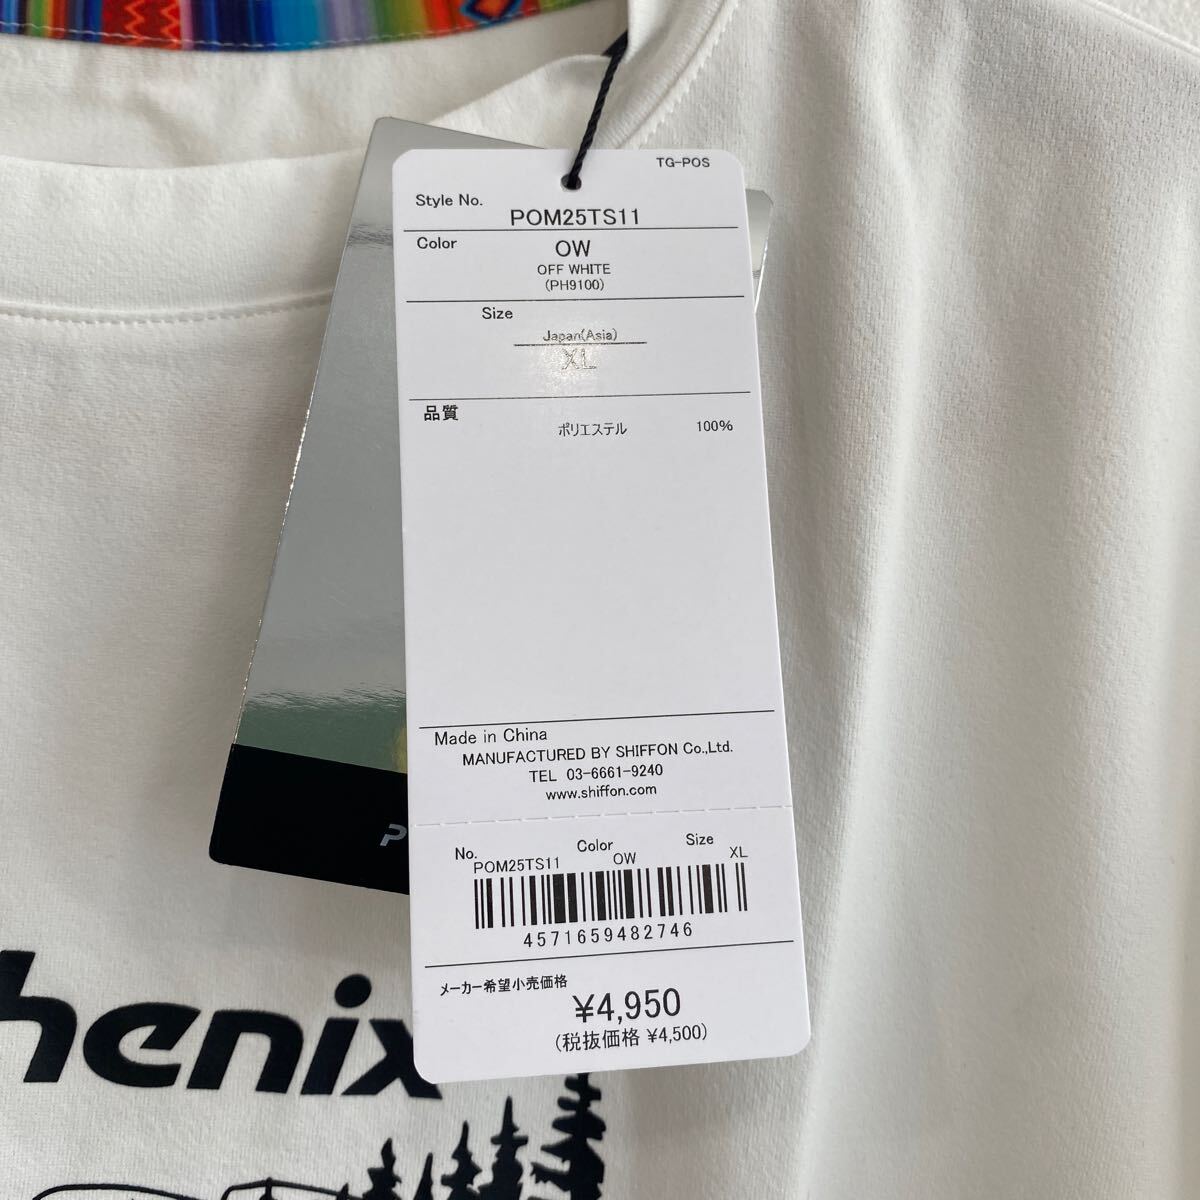 TG-POS
Style No.
POM25TS11
Color
OW
OFF WHITE
(PH9100)
Size
Japan(Asia)
XL
品質
ポリエステル 100%
Made in China
MANUFACTURED BY SHIFFON Co.,Ltd.
TEL 03-6661-9240
www.shiffon.com
No. Color Size
POM25TS11 OW XL
4571659482746
メーカー希望小売価格
¥4,950
(税抜価格 ¥4,500)
P
henix